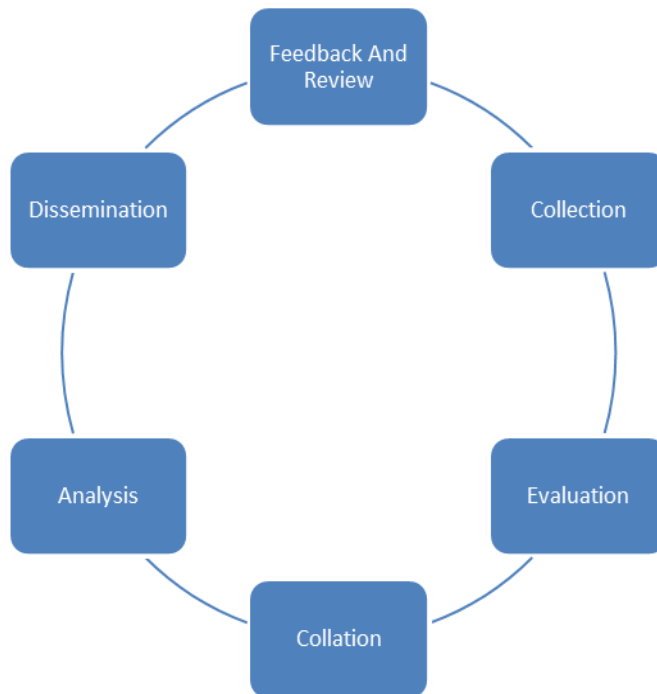 Feedback And
Review
Collection
Evaluation
Collation
Analysis
Dissemination